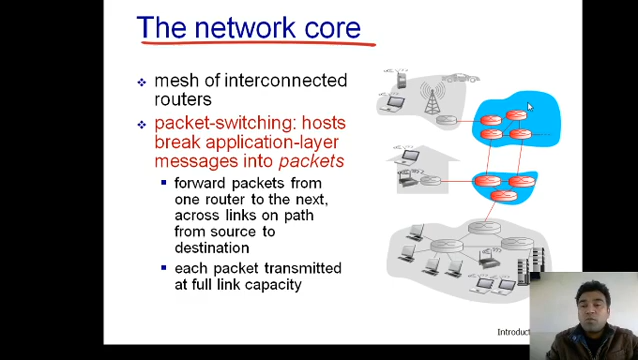 The network core
mesh of interconnected
routers
packet-switching: hosts
break application-layer
messages into packets
forward packets from
one router to the next,
across links on path
from source to
destination
each packet transmitted
at full link capacity
Introduct